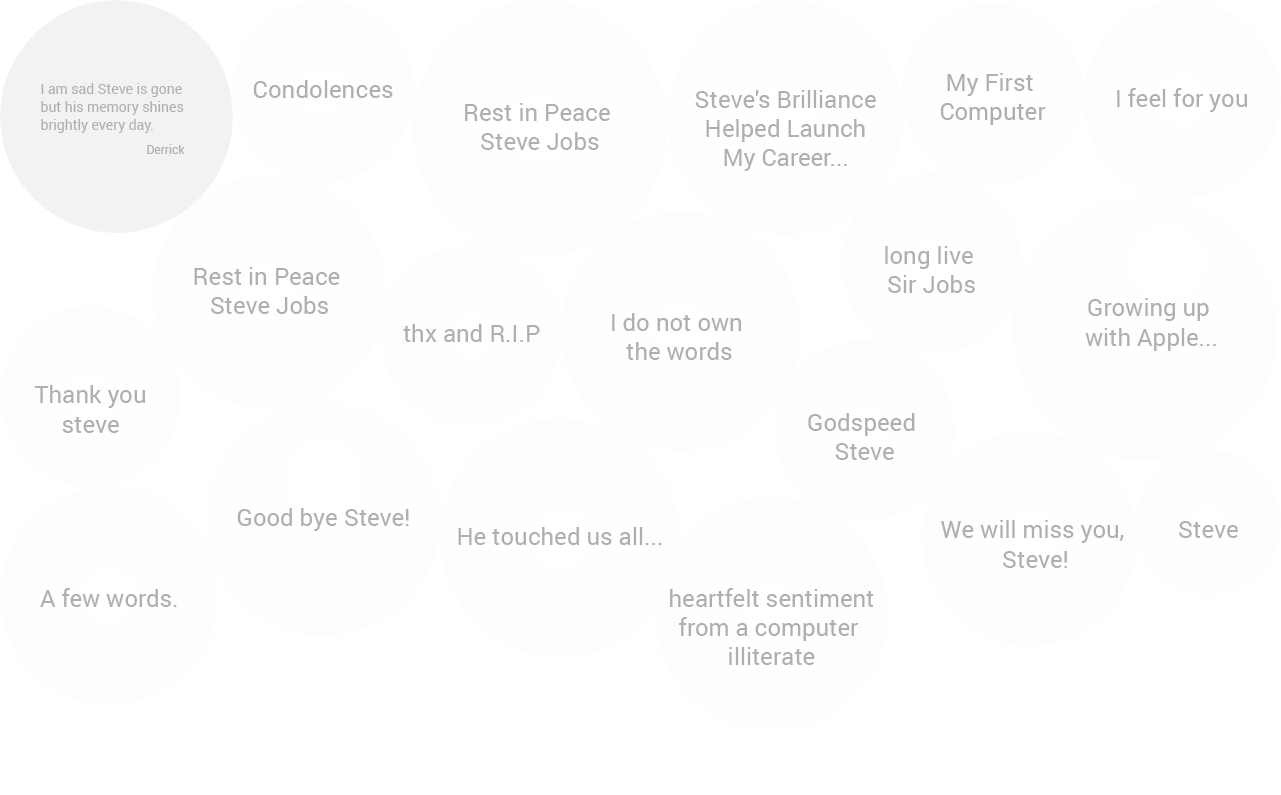 I am sad Steve is gone
but his memory shines
brightly every day.
Derrick
Condolences
Rest in Peace
Steve Jobs
Steve's Brilliance
Helped Launch
My Career...
My First
Computer
I feel for you
Rest in Peace
Steve Jobs
thx and R.I.P
I do not own
the words
long live
Sir Jobs
Growing up
with Apple...
Thank you
steve
Godspeed
Steve
Good bye Steve!
He touched us all...
We will miss you,
Steve!
Steve
A few words.
heartfelt sentiment
from a computer
illiterate